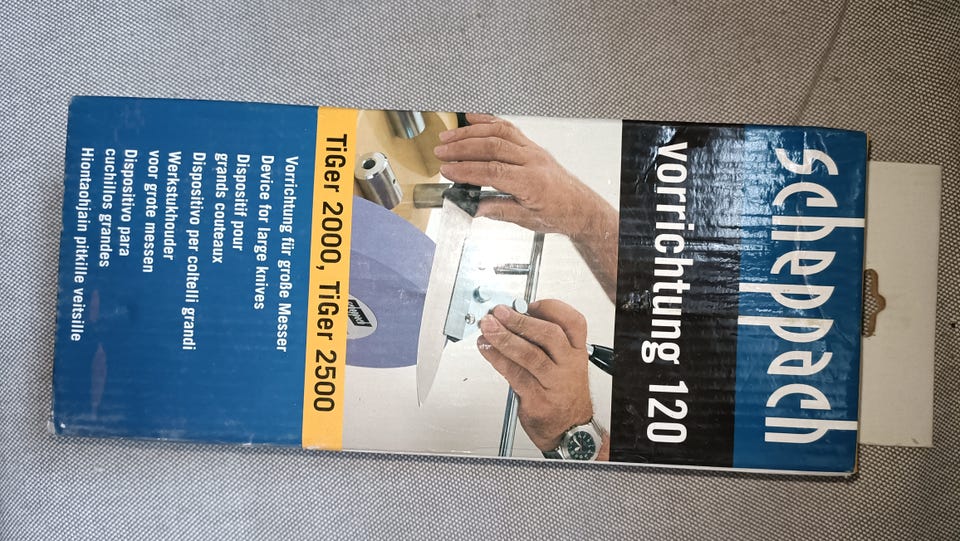 scheppach
vorrichtung 120
TiGer 2000, TiGer 2500
Vorrichtung für große Messer
Device for large knives
Dispositif pour
grands couteaux
Dispositivo per coltelli grandi
Werkstukhouder
voor grote messen
Dispositivo para
cuchillos grandes
Hiontaohjain pitkille veitsille